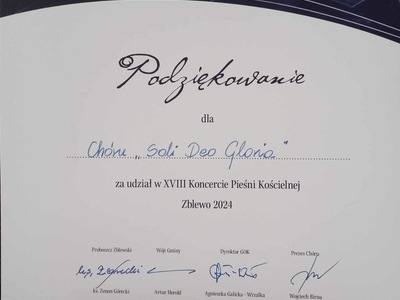 Podziękowanie
dla
Chóru „Soli Deo Gloria"
za udział w XVIII Koncercie Pieśni Kościelnej
Zblewo 2024
Proboszcz Zblewski Wójt Gminy Dyrektor GOK Prezes Chóru
ks. Zenon Górecki Artur Herold Agnieszka Galicka - Wrzałka Wojciech Birna